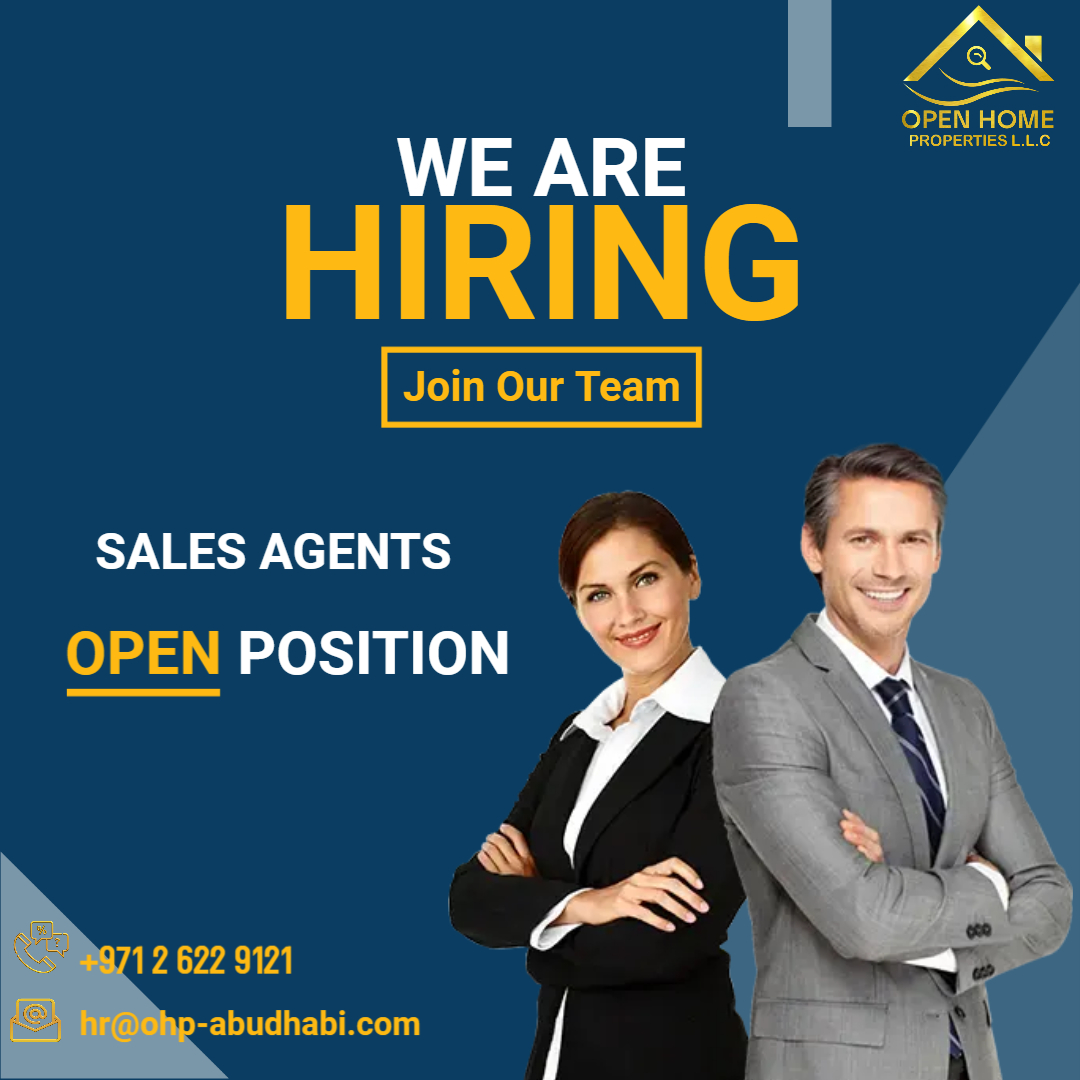 OPEN HOME
PROPERTIES L.L.C
WE ARE
HIRING
Join Our Team
SALES AGENTS
OPEN POSITION
+971 2 622 9121
hr@ohp-abudhabi.com